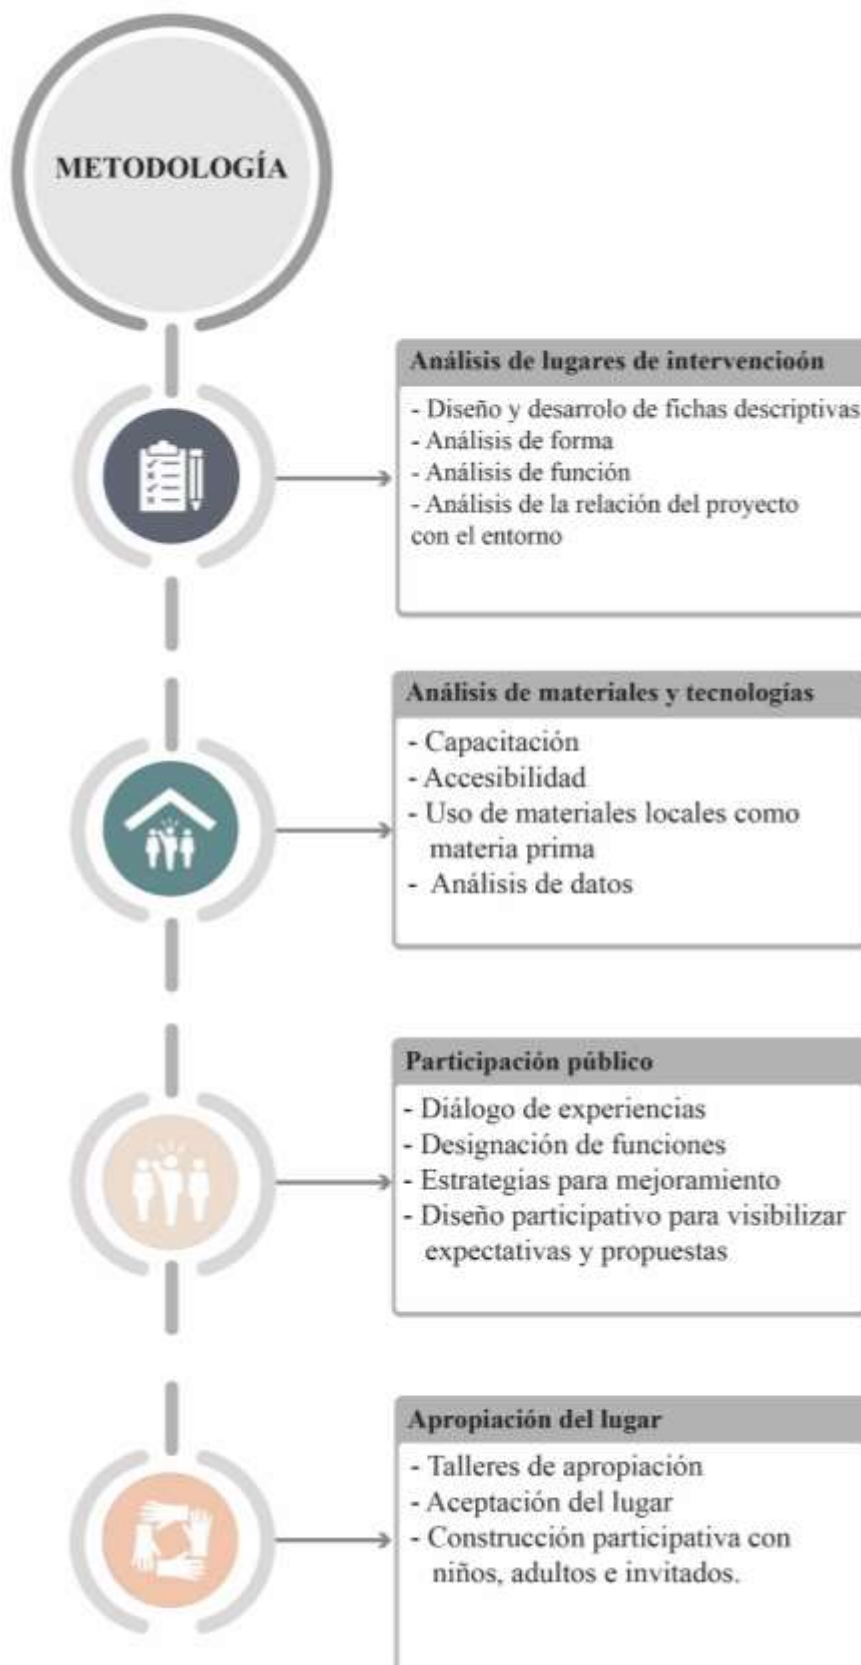 METODOLOGÍA
Análisis de lugares de intervencioón
- Diseño y desarrolo de fichas descriptivas
- Análisis de forma
- Análisis de función
- Análisis de la relación del proyecto
con el entorno
Análisis de materiales y tecnologías
- Capacitación
- Accesibilidad
- Uso de materiales locales como
materia prima
- Análisis de datos
Participación público
- Diálogo de experiencias
- Designación de funciones
- Estrategias para mejoramiento
- Diseño participativo para visibilizar
expectativas y propuestas
Apropiación del lugar
- Talleres de apropiación
- Aceptación del lugar
- Construcción participativa con
niños, adultos e invitados.